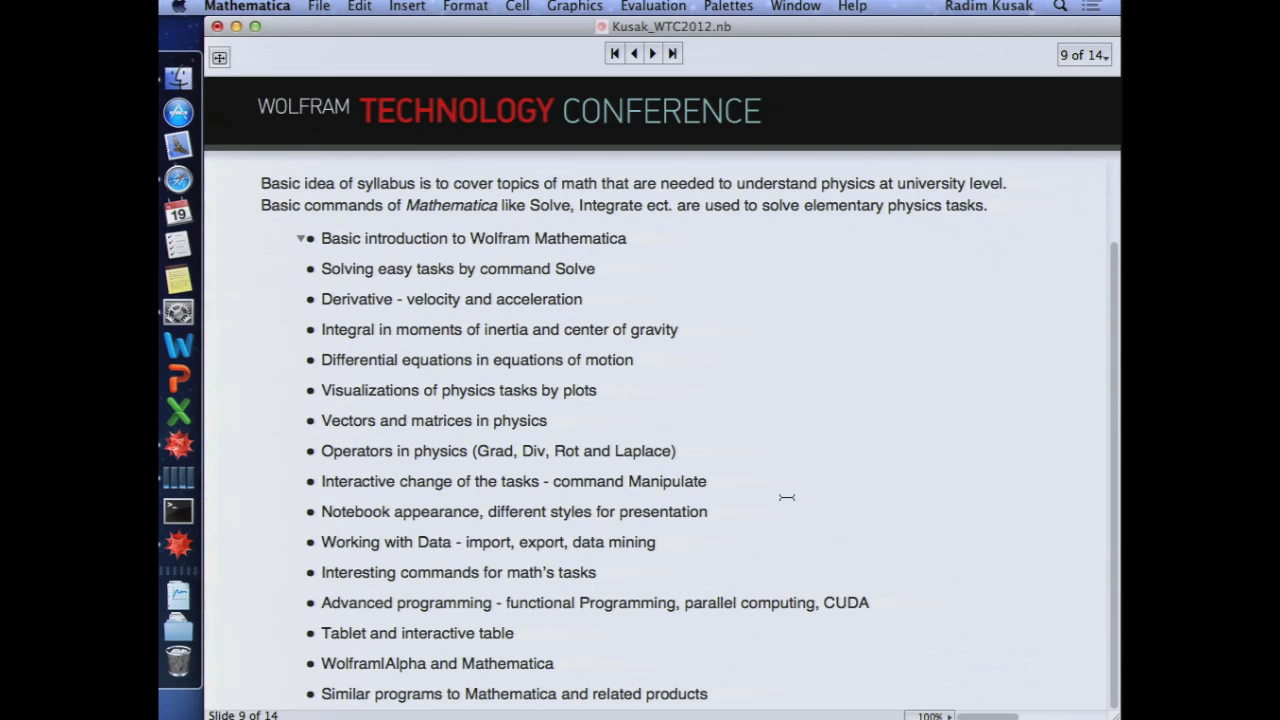 Mathematica File Edit Insert Format Cell Graphics Evaluation Palettes Window Help Radim Kusak
Kusak_WTC2012.nb
9 of 14
WOLFRAM TECHNOLOGY CONFERENCE
Basic idea of syllabus is to cover topics of math that are needed to understand physics at university level.
Basic commands of Mathematica like Solve, Integrate ect. are used to solve elementary physics tasks.
• Basic introduction to Wolfram Mathematica
• Solving easy tasks by command Solve
• Derivative - velocity and acceleration
• Integral in moments of inertia and center of gravity
• Differential equations in equations of motion
• Visualizations of physics tasks by plots
• Vectors and matrices in physics
• Operators in physics (Grad, Div, Rot and Laplace)
• Interactive change of the tasks - command Manipulate
• Notebook appearance, different styles for presentation
• Working with Data - import, export, data mining
• Interesting commands for math's tasks
• Advanced programming - functional Programming, parallel computing, CUDA
• Tablet and interactive table
• Wolfram|Alpha and Mathematica
• Similar programs to Mathematica and related products
Slide 9 of 14 100%
19